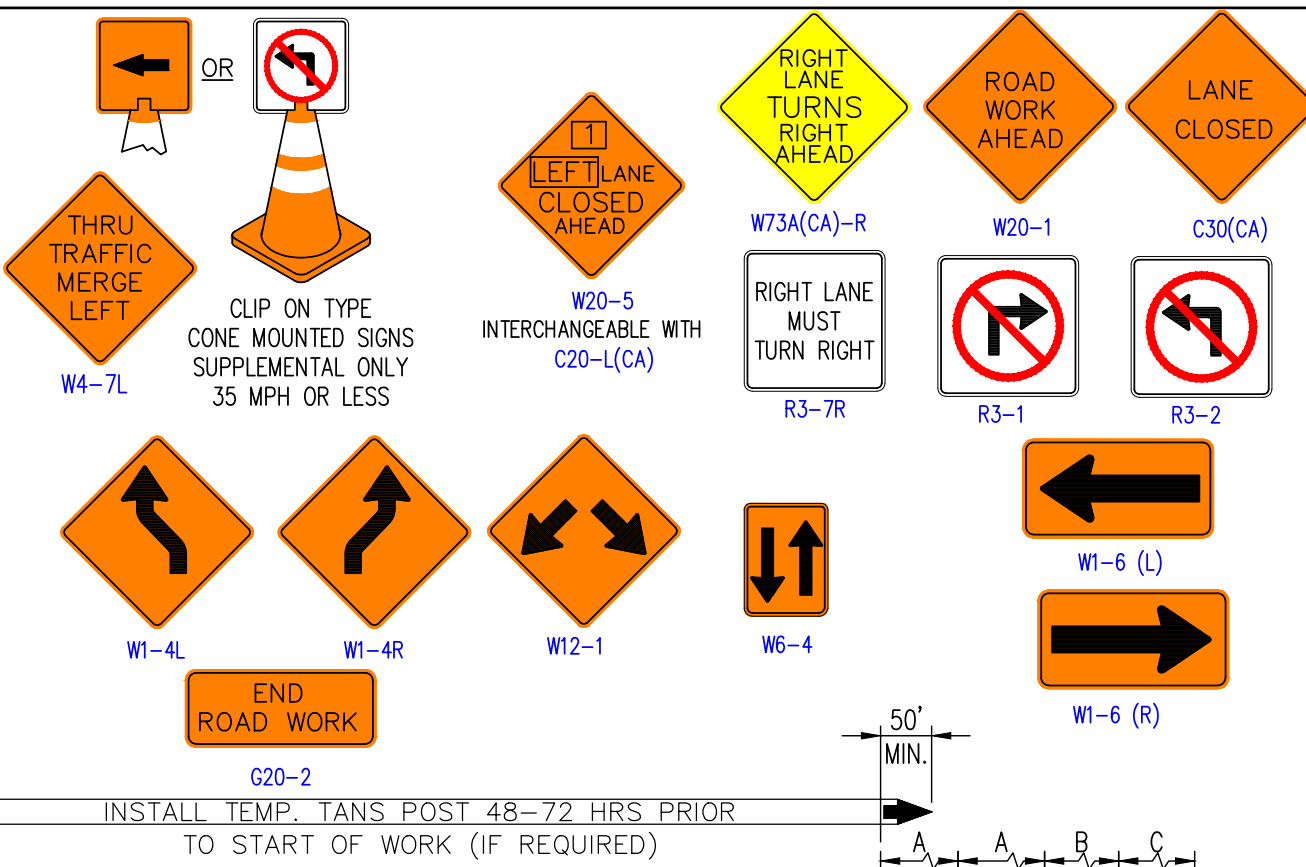 OR
CLIP ON TYPE
CONE MOUNTED SIGNS
SUPPLEMENTAL ONLY
35 MPH OR LESS
THRU
TRAFFIC
MERGE
LEFT
W4-7L
1
LEFT LANE
CLOSED
AHEAD
W20-5
INTERCHANGEABLE WITH
C20-L(CA)
RIGHT
LANE
TURNS
RIGHT
AHEAD
W73A(CA)-R
ROAD
WORK
AHEAD
W20-1
LANE
CLOSED
C30(CA)
RIGHT LANE
MUST
TURN RIGHT
R3-7R
R3-1
R3-2
W1-4L
W1-4R
W12-1
W6-4
W1-6 (L)
W1-6 (R)
END
ROAD WORK
G20-2
50'
MIN.
INSTALL TEMP. TANS POST 48-72 HRS PRIOR
TO START OF WORK (IF REQUIRED)
A A B C